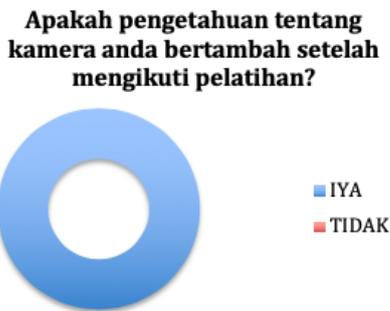 Apakah pengetahuan tentang
kamera anda bertambah setelah
mengikuti pelatihan?
IYA
TIDAK